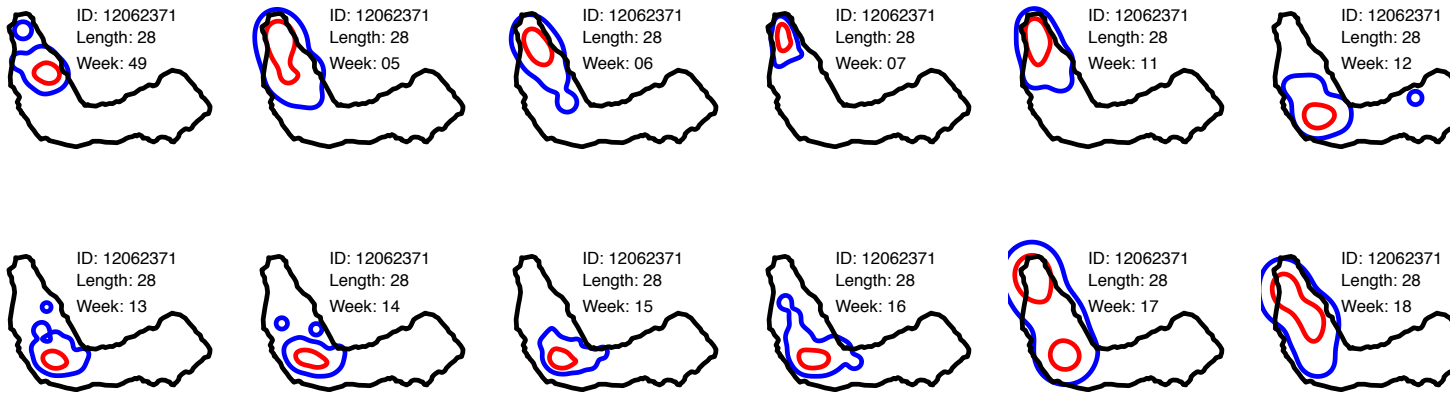 ID: 12062371
Length: 28
Week: 49
ID: 12062371
Length: 28
Week: 05
ID: 12062371
Length: 28
Week: 06
ID: 12062371
Length: 28
Week: 07
ID: 12062371
Length: 28
Week: 11
ID: 12062371
Length: 28
Week: 12
ID: 12062371
Length: 28
Week: 13
ID: 12062371
Length: 28
Week: 14
ID: 12062371
Length: 28
Week: 15
ID: 12062371
Length: 28
Week: 16
ID: 12062371
Length: 28
Week: 17
ID: 12062371
Length: 28
Week: 18